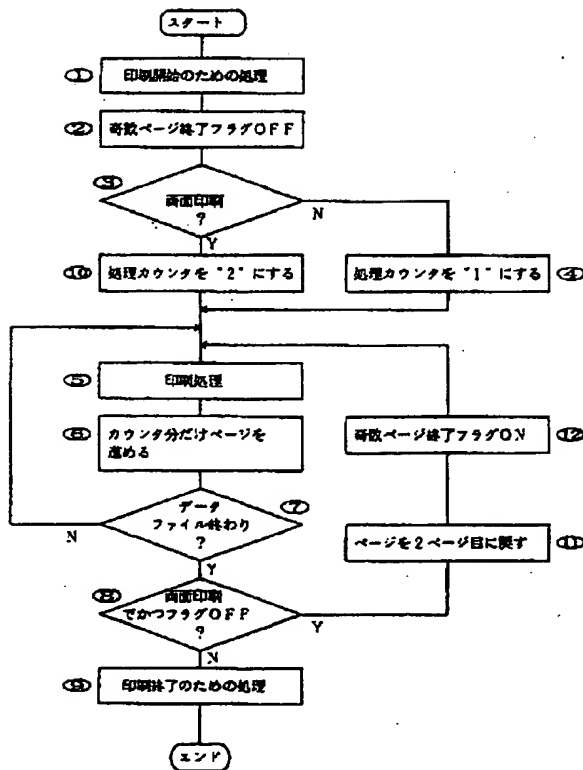 スタート
① 印刷開始のための処理
② 奇数ページ終了フラグOFF
③ 両面印刷
?
N
Y
⑩ 処理カウンタを“2”にする
処理カウンタを“1”にする ④
⑤ 印刷処理
⑥ カウンタ分だけページを
進める
奇数ページ終了フラグON ⑫
データ ⑦
ファイル終わり
?
N
Y
ページを2ページ目に戻す ⑪
⑧ 両面印刷
でかつフラグOFF
?
Y
N
⑨ 印刷終了のための処理
エンド